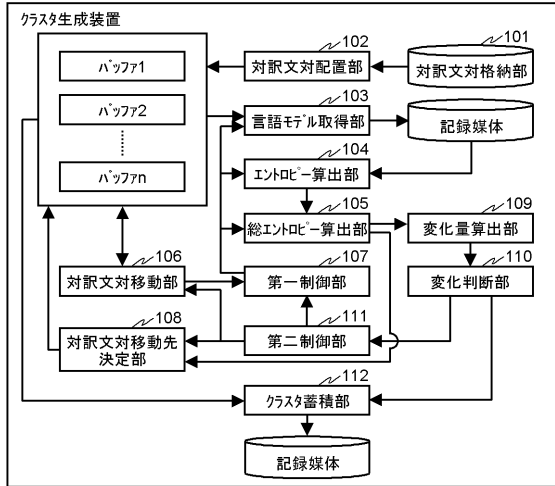 クラスタ生成装置
バッファ1
バッファ2
バッファn
102
対訳文対配置部
101
対訳文対格納部
103
言語モデル取得部
記録媒体
104
エントロピー算出部
105
総エントロピー算出部
109
変化量算出部
106
対訳文対移動部
107
第一制御部
110
変化判断部
108
対訳文対移動先
決定部
111
第二制御部
112
クラスタ蓄積部
記録媒体